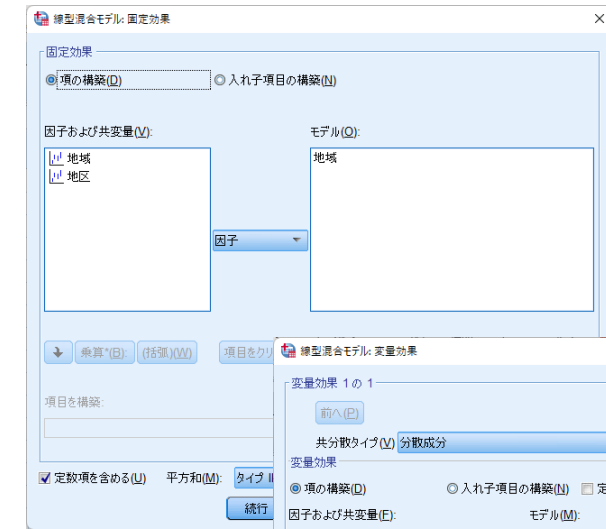 線型混合モデル: 固定効果
固定効果
項の構築(D) 入れ子項目の構築(N)
因子および共変量(V): モデル(O):
地域 地域
地区
因子
乗算*(B): (括弧)(W) 項目をクリ
項目を構築:
定数項を含める(U) 平方和(M): タイプ II
続行
線型混合モデル: 変量効果
変量効果 1 の 1
前へ(P)
共分散タイプ(V) 分散成分
変量効果
項の構築(D) 入れ子項目の構築(N) 定
因子および共変量(F): モデル(M):